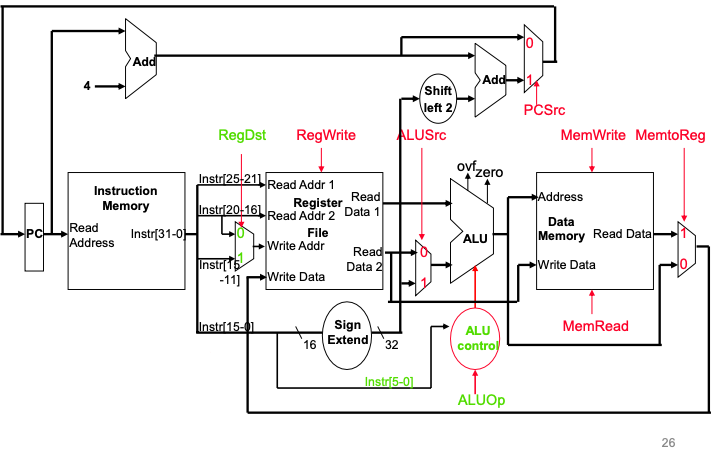 0
Add
Add
4
Shift
left 2
1
PCSrc
RegDst
RegWrite
ALUSrc
MemWrite
MemtoReg
ovf
zero
Instr[25-21]
Read Addr 1
Instruction
Memory
Register
File
Read
Data 1
Address
Instr[20-16]
Read Addr 2
PC
Read
Address
Instr[31-0]
0
Write Addr
1
ALU
Data
Memory
Read Data
1
Read
Data 2
0
Instr[15
-11]
Write Data
Write Data
0
1
Instr[15-0]
Sign
Extend
16
32
ALU
control
MemRead
Instr[5-0]
ALUOp
26